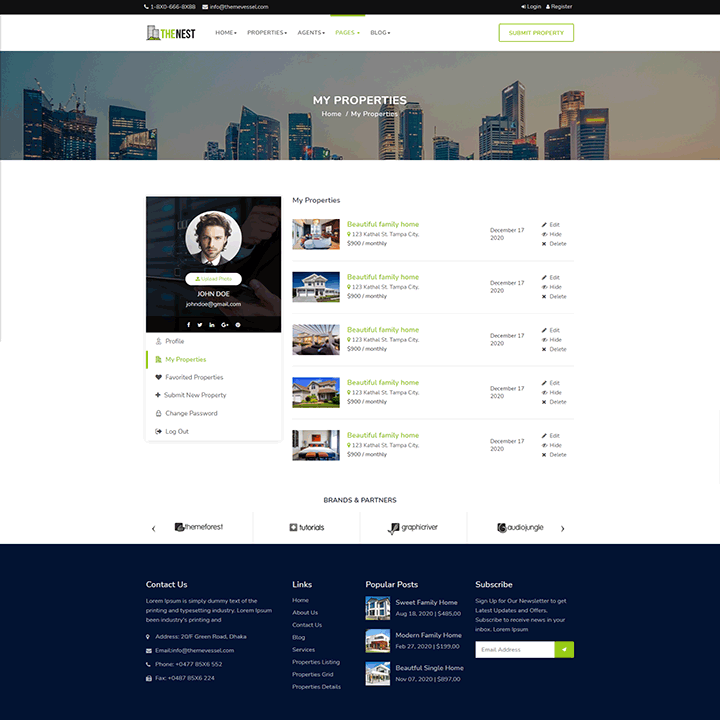 1-8X0-666-8X88 info@themevessel.com Login Register
THENEST HOME PROPERTIES AGENTS PAGES BLOG SUBMIT PROPERTY
MY PROPERTIES
Home / My Properties
Upload Photo
JOHN DOE
johndoe@gmail.com
Profile
My Properties
Favorited Properties
Submit New Property
Change Password
Log Out
My Properties
Beautiful family home
123 Kathal St. Tampa City,
$900 / monthly
December 17
2020
Edit
Hide
Delete
Beautiful family home
123 Kathal St. Tampa City,
$900 / monthly
December 17
2020
Edit
Hide
Delete
Beautiful family home
123 Kathal St. Tampa City,
$900 / monthly
December 17
2020
Edit
Hide
Delete
Beautiful family home
123 Kathal St. Tampa City,
$900 / monthly
December 17
2020
Edit
Hide
Delete
Beautiful family home
123 Kathal St. Tampa City,
$900 / monthly
December 17
2020
Edit
Hide
Delete
BRANDS & PARTNERS
themeforest tutorials graphicriver audiojungle
Contact Us
Lorem Ipsum is simply dummy text of the
printing and typesetting industry. Lorem Ipsum
been industry's printing and
Address: 20/F Green Road, Dhaka
Email:info@themevessel.com
Phone: +0477 85X6 552
Fax: +0487 85X6 224
Links
Home
About Us
Contact Us
Blog
Services
Properties Listing
Properties Grid
Properties Details
Popular Posts
Sweet Family Home
Aug 18, 2020 | $485,00
Modern Family Home
Feb 27, 2020 | $199,00
Beautful Single Home
Nov 07, 2020 | $897,00
Subscribe
Sign Up for Our Newsletter to get
Latest Updates and Offers.
Subscribe to receive news in your
inbox, Lorem Ipsum
Email Address